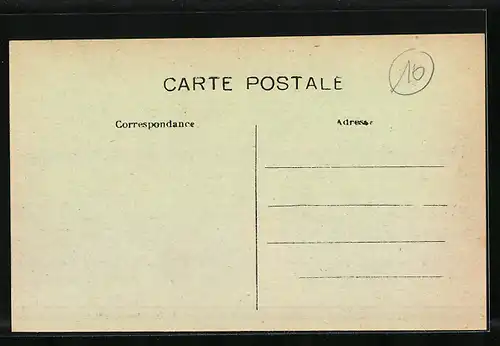 10
CARTE POSTALE
Correspondance
Adresse